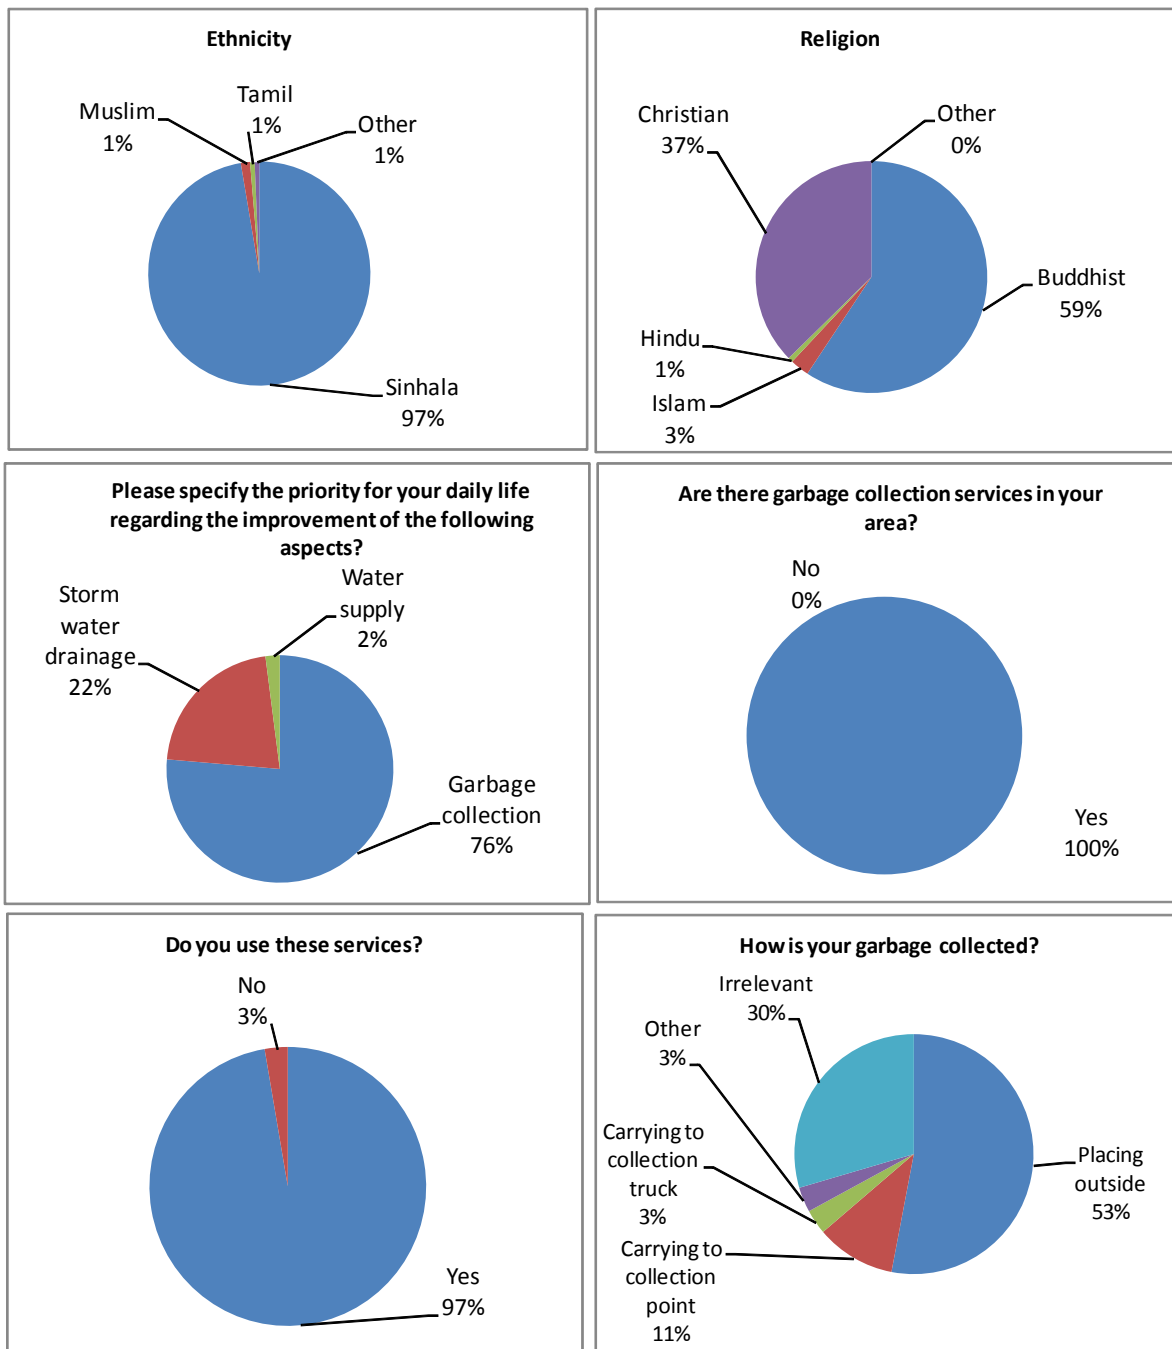 Ethnicity
Muslim
1%
Tamil
1%
Other
1%
Sinhala
97%
Religion
Christian
37%
Other
0%
Buddhist
59%
Hindu
1%
Islam
3%
Please specify the priority for your daily life
regarding the improvement of the following
aspects?
Storm
water
drainage
22%
Water
supply
2%
Garbage
collection
76%
Are there garbage collection services in your
area?
No
0%
Yes
100%
Do you use these services?
No
3%
Yes
97%
How is your garbage collected?
Irrelevant
30%
Other
3%
Carrying to
collection
truck
3%
Carrying to
collection
point
11%
Placing
outside
53%